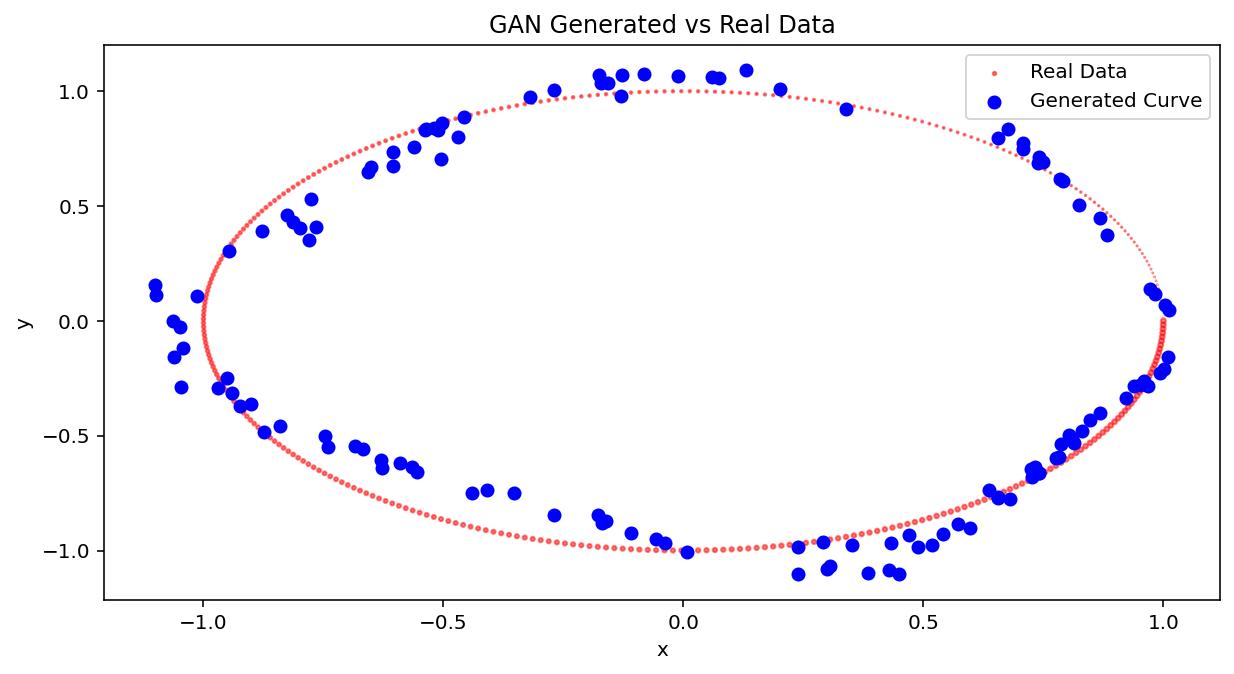 GAN Generated vs Real Data
Real Data
Generated Curve
1.0
0.5
0.0
−0.5
−1.0
y
−1.0 −0.5 0.0 0.5 1.0
x